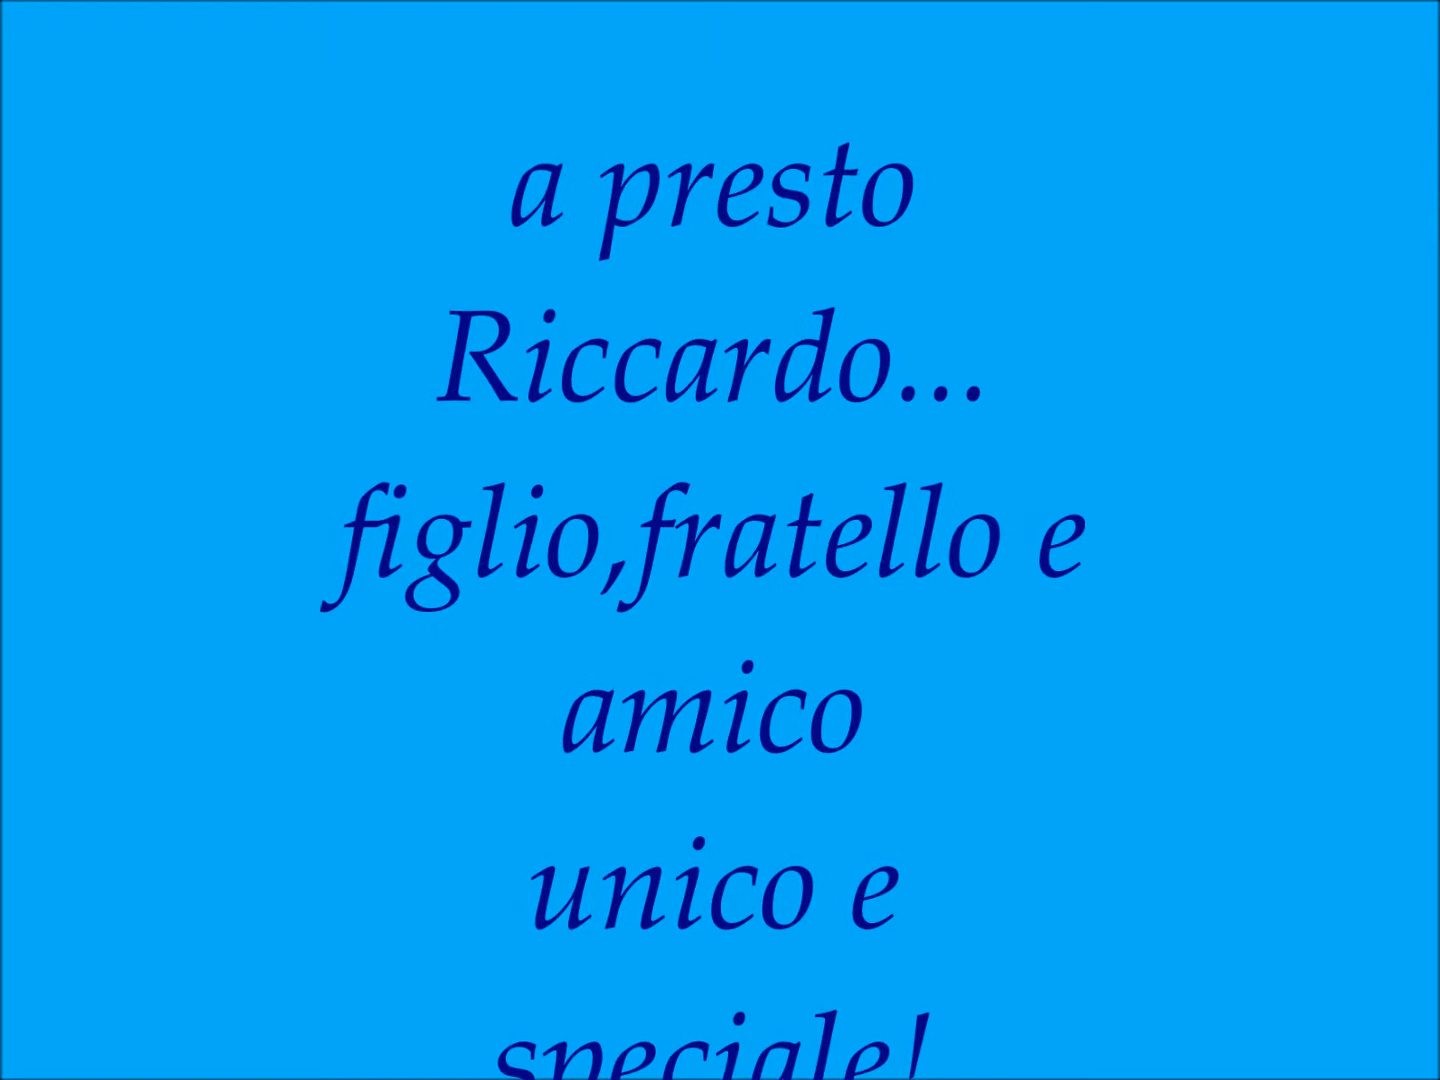 a presto
Riccardo...
figlio,fratello e
amico
unico e
speciale!